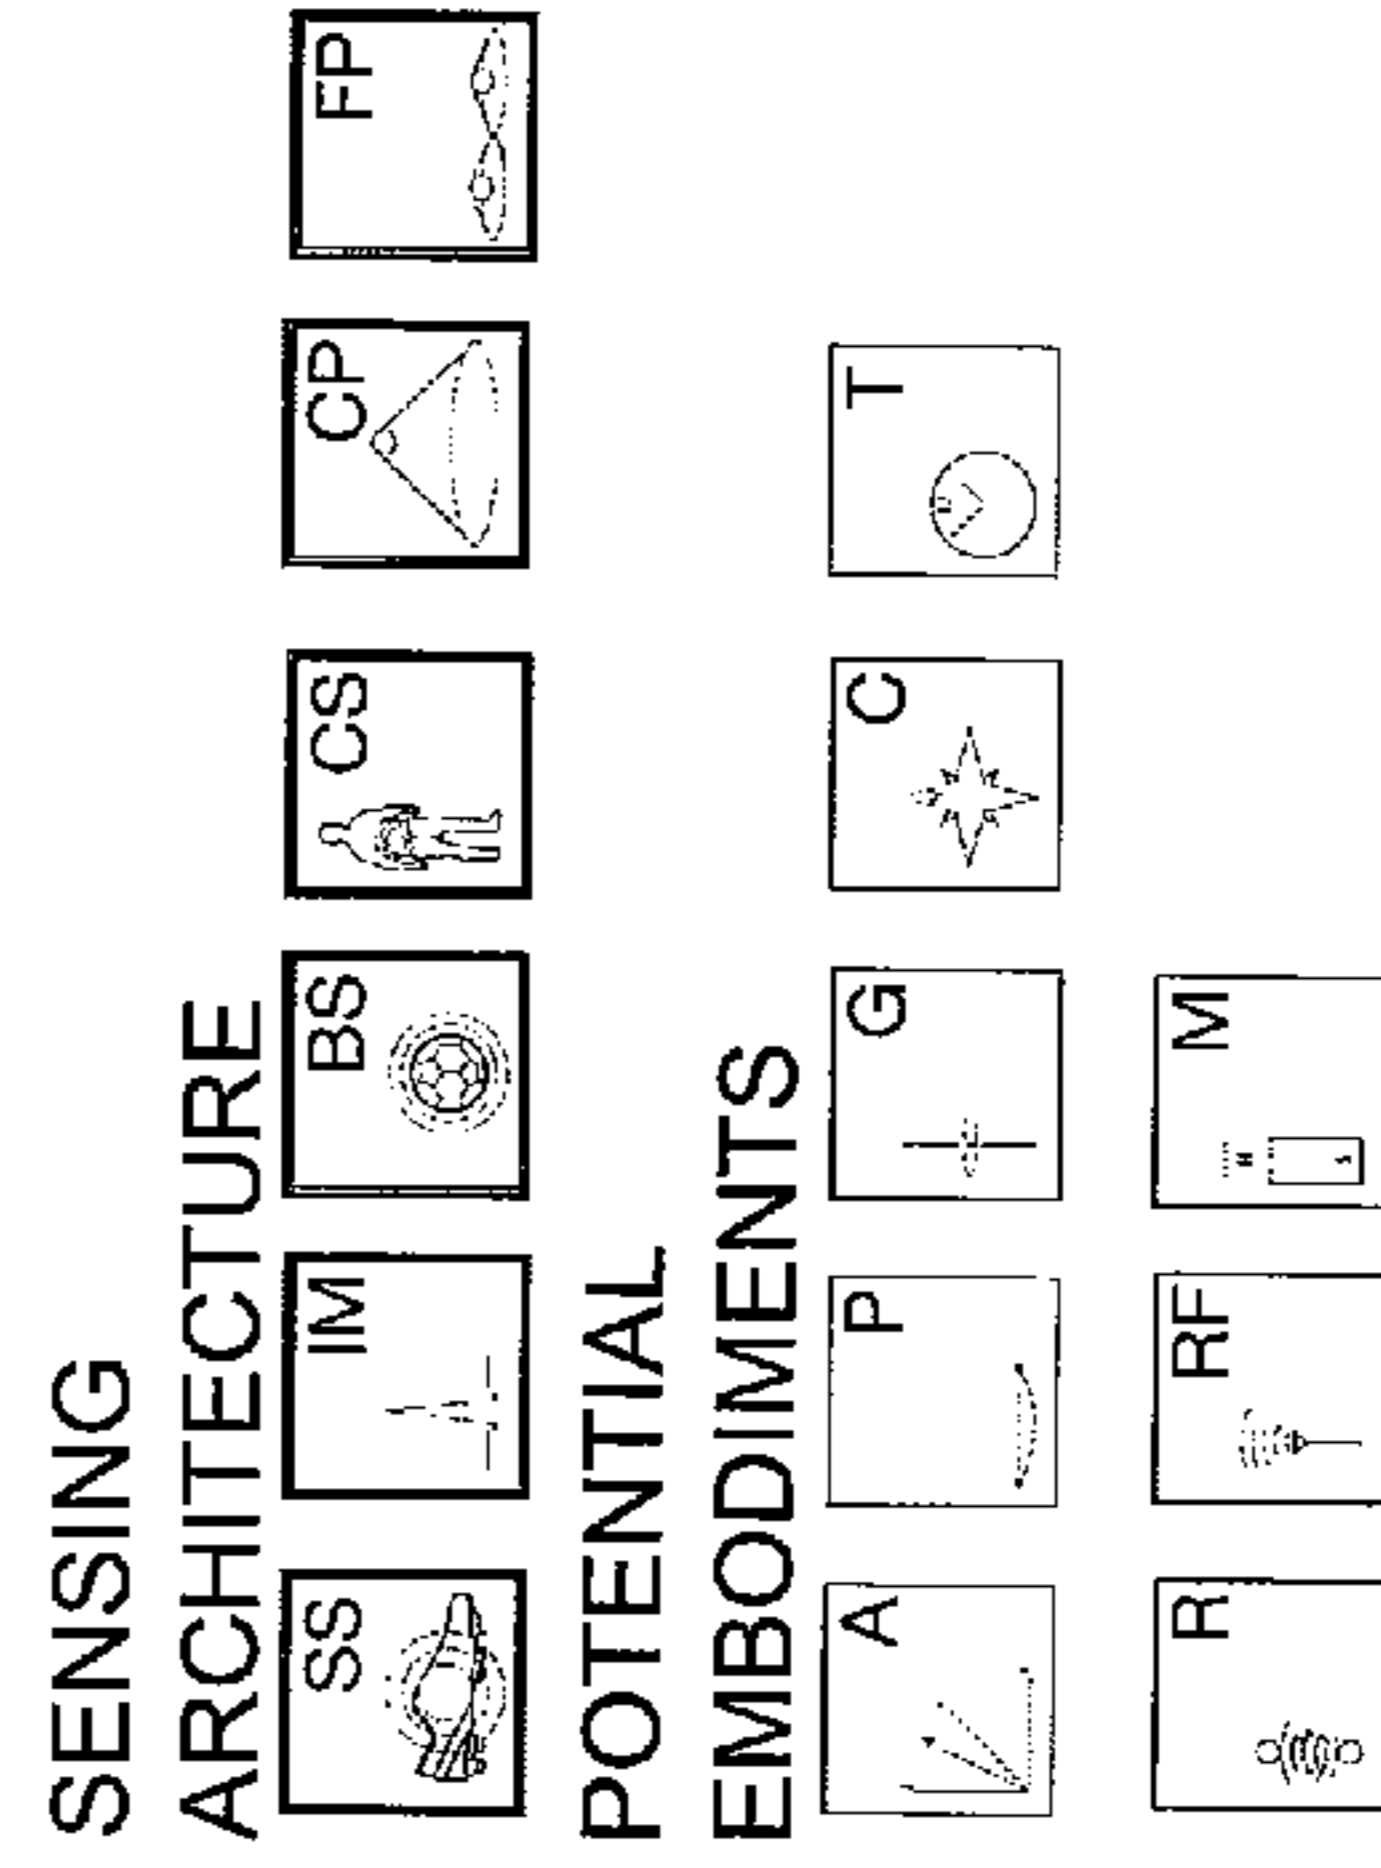 SENSING
ARCHITECTURE
SS IM BS CS CP FP
POTENTIAL
EMBODIMENTS
A P G C T
R RF M